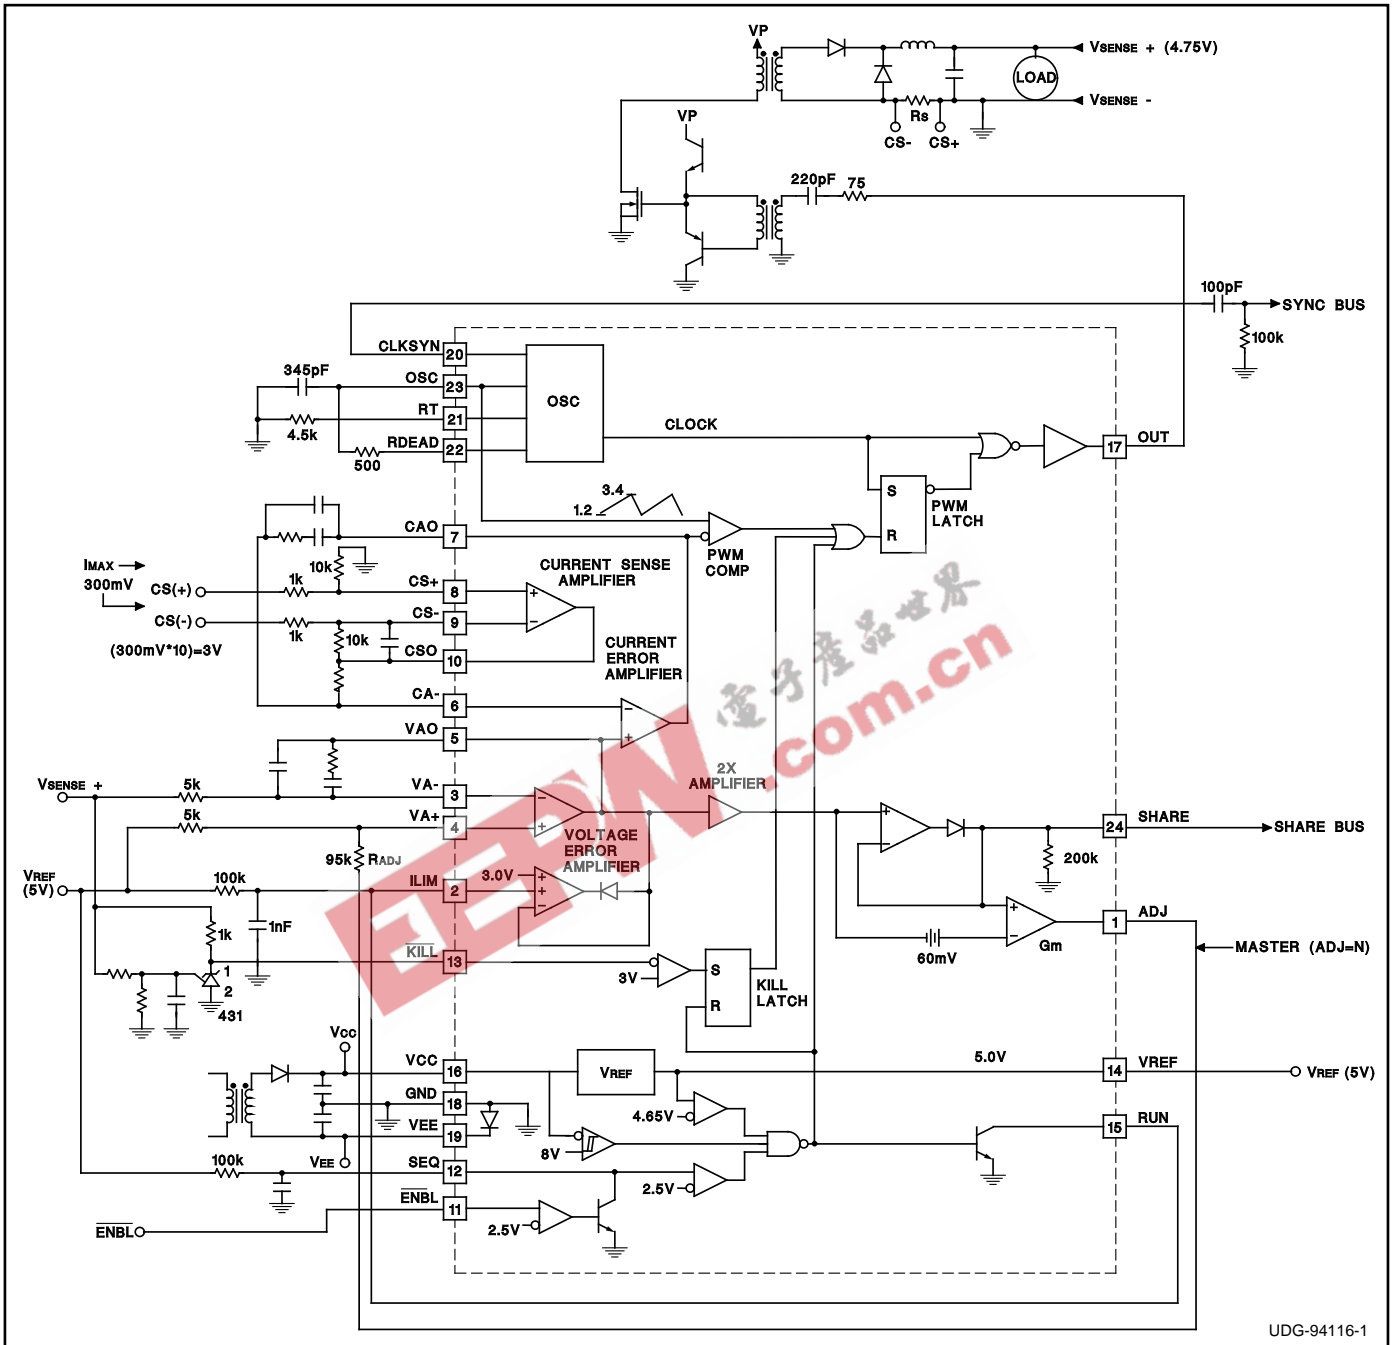 VP
VSENSE + (4.75V)
LOAD
VSENSE -
RS
CS-
CS+
VP
220pF
75
100pF
SYNC BUS
100k
CLKSYN
20
345pF
OSC
23
OSC
RT
21
4.5k
RDEAD
22
500
CLOCK
OUT
17
3.4
1.2
S
R
PWM
LATCH
PWM
COMP
CAO
7
IMAX
300mV
10k
CURRENT SENSE
AMPLIFIER
CS(+)
1k
CS+
8
CS-
9
CS(-)
1k
10k
(300mV*10)=3V
CSO
10
CURRENT
ERROR
AMPLIFIER
CA-
6
VAO
5
電子產品世界
EEPW.com.cn
2X
AMPLIFIER
VSENSE +
5k
VA-
3
5k
VA+
4
VOLTAGE
ERROR
AMPLIFIER
SHARE
24
SHARE BUS
200k
95k
RADJ
VREF
(5V)
100k
ILIM
2
3.0V
1k
1nF
ADJ
1
Gm
60mV
MASTER (ADJ=N)
KILL
13
3V
S
R
KILL
LATCH
1
2
431
VCC
VCC
16
VREF
5.0V
VREF
14
VREF (5V)
GND
18
4.65V
RUN
15
VEE
19
8V
VEE
100k
SEQ
12
2.5V
ENBL
11
2.5V
ENBL
UDG-94116-1